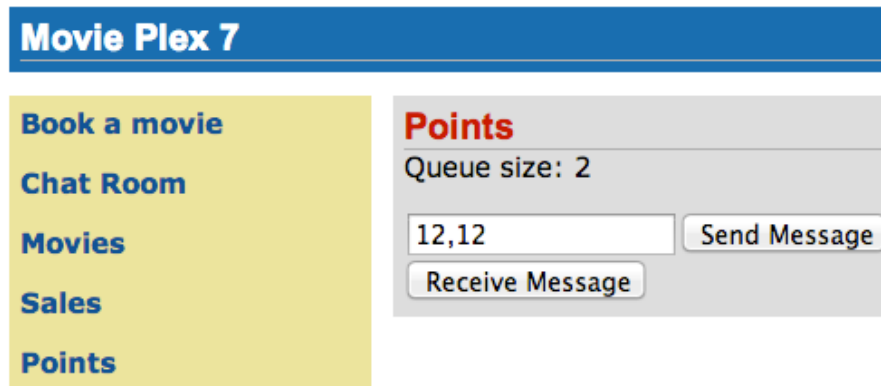 Movie Plex 7
Book a movie
Chat Room
Movies
Sales
Points
Points
Queue size: 2
12,12 Send Message
Receive Message